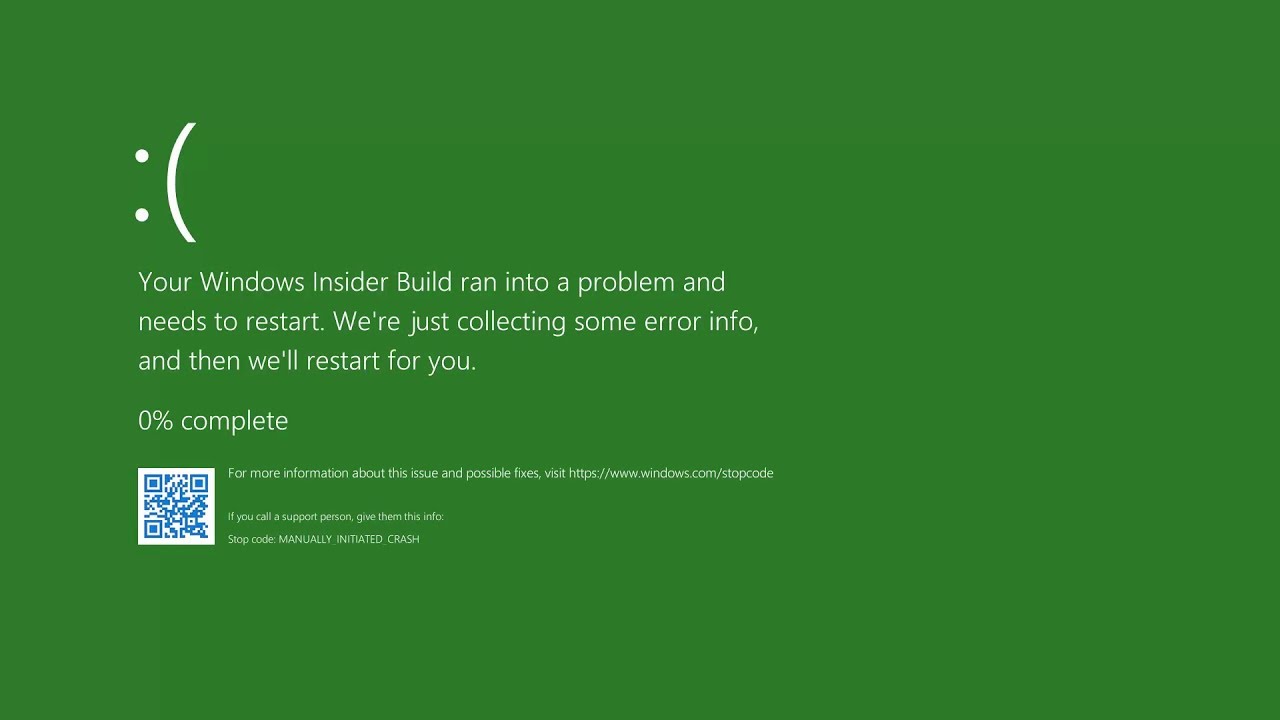 :(
Your Windows Insider Build ran into a problem and
needs to restart. We're just collecting some error info,
and then we'll restart for you.
0% complete
For more information about this issue and possible fixes, visit https://www.windows.com/stopcode
If you call a support person, give them this info:
Stop code: MANUALLY_INITIATED_CRASH